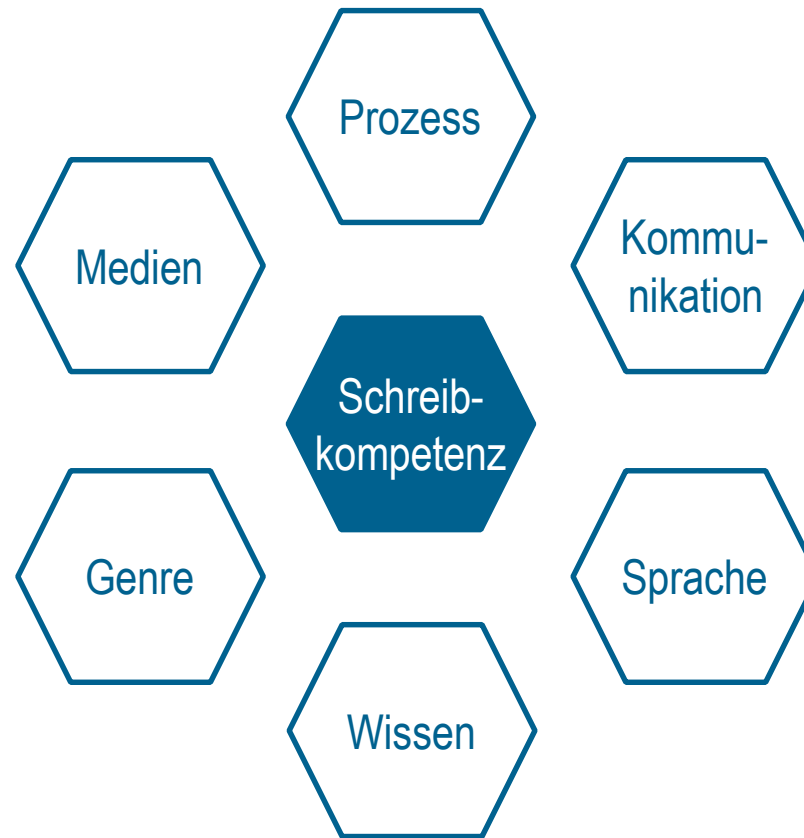 Prozess
Medien
Kommu-
nikation
Schreib-
kompetenz
Genre
Sprache
Wissen